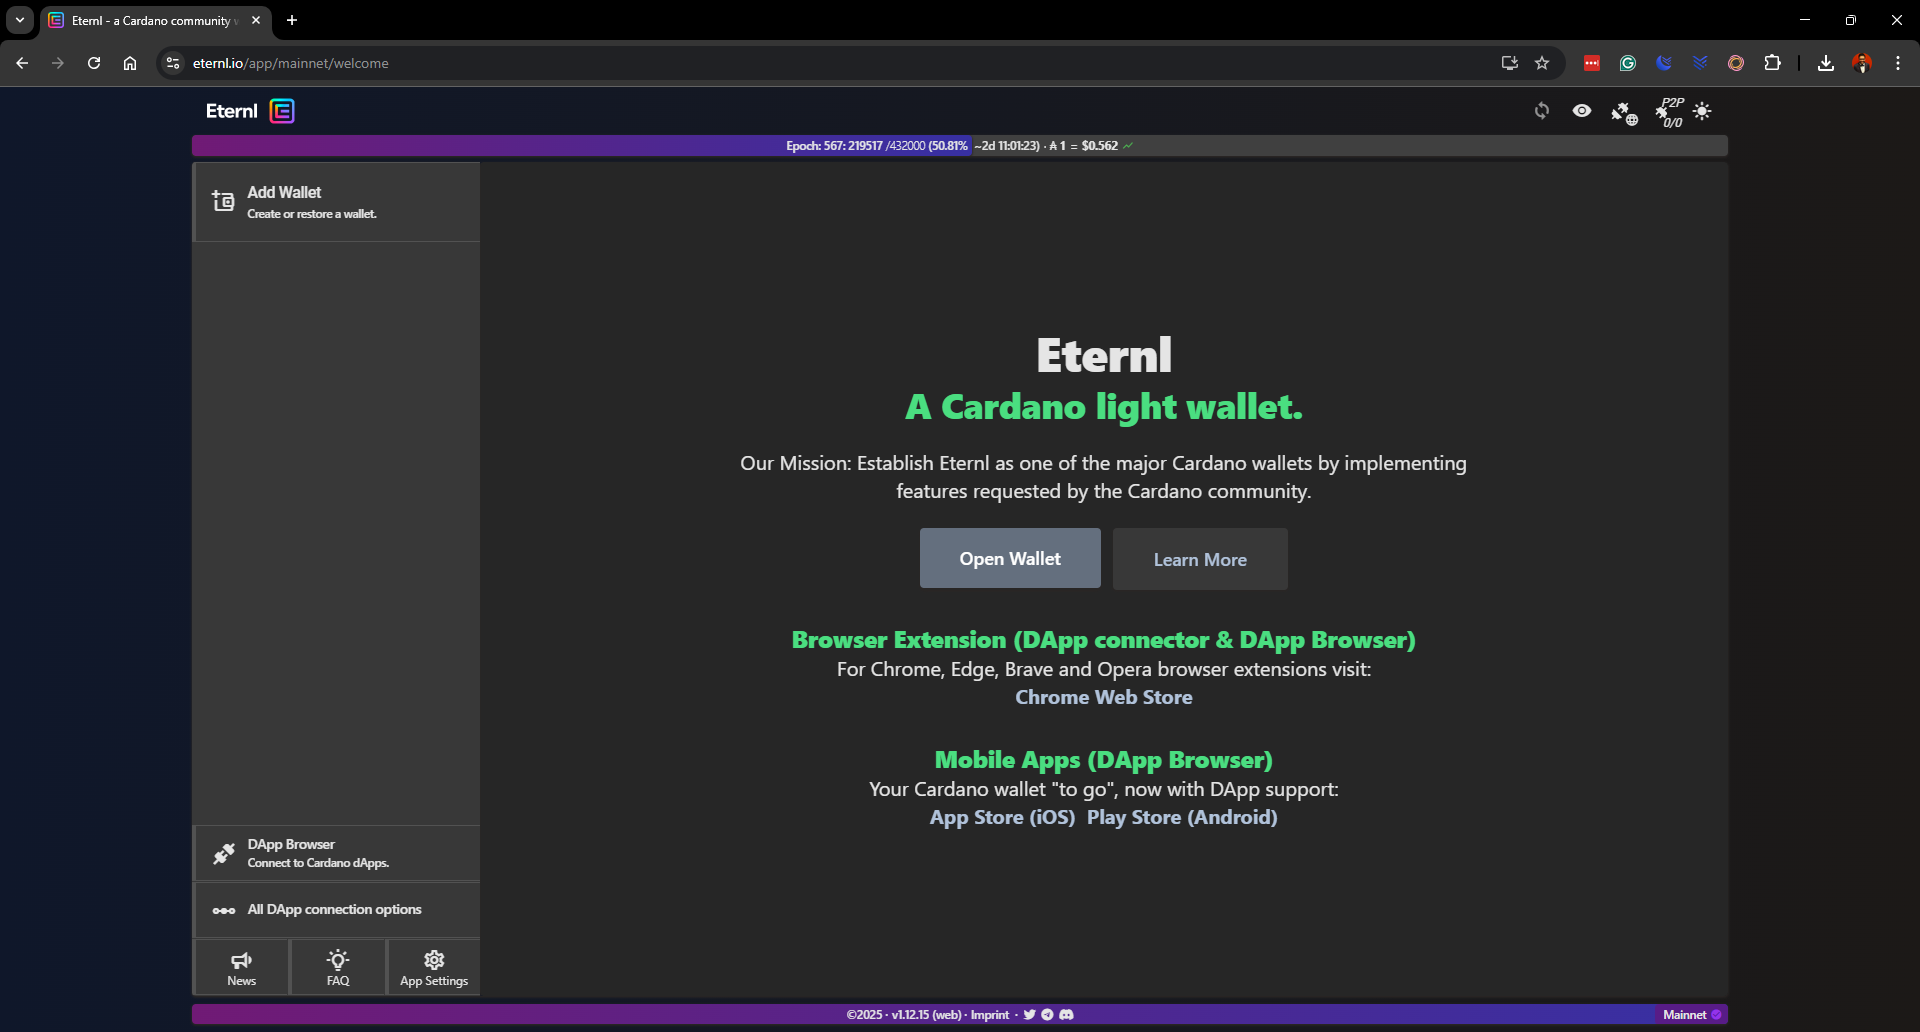 Eternl - a Cardano community
eternl.io/app/mainnet/welcome
Eternl
P2P
0/0
Epoch: 567: 219517 /432000 (50.81% ~2d 11:01:23) · ₳ 1 = $0.562
Add Wallet
Create or restore a wallet.
Eternl
A Cardano light wallet.
Our Mission: Establish Eternl as one of the major Cardano wallets by implementing
features requested by the Cardano community.
Open Wallet
Learn More
Browser Extension (DApp connector & DApp Browser)
For Chrome, Edge, Brave and Opera browser extensions visit:
Chrome Web Store
Mobile Apps (DApp Browser)
Your Cardano wallet "to go", now with DApp support:
App Store (iOS) Play Store (Android)
DApp Browser
Connect to Cardano dApps.
All DApp connection options
News
FAQ
App Settings
©2025 · v1.12.15 (web) · Imprint ·
Mainnet